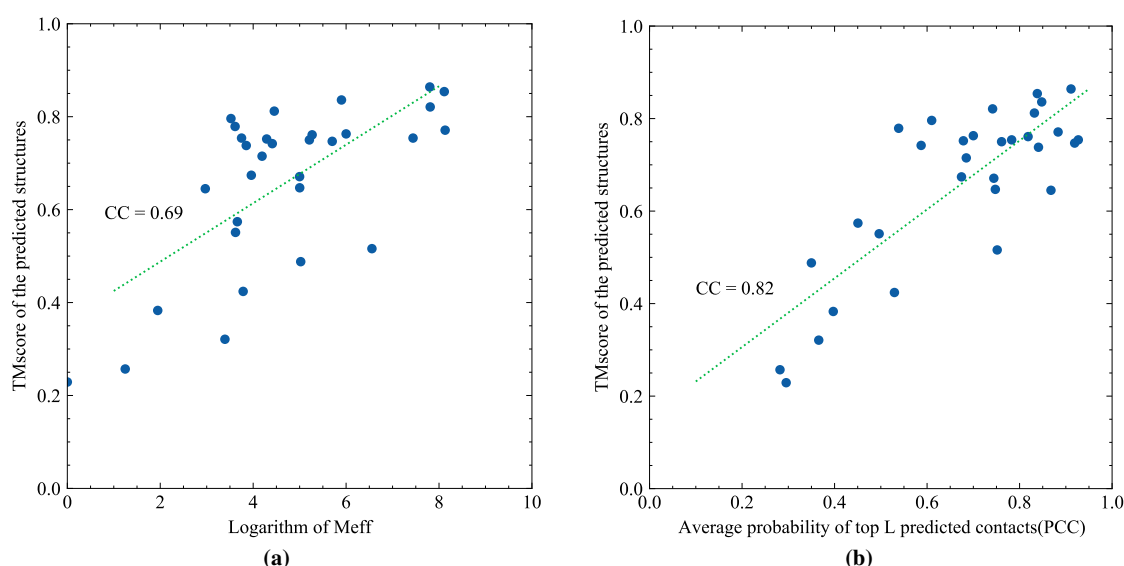 1.0
0.8
0.6
0.4
0.2
0.0
TMscore of the predicted structures
CC = 0.69
0 2 4 6 8 10
Logarithm of Meff
(a)
1.0
0.8
0.6
0.4
0.2
0.0
TMscore of the predicted structures
CC = 0.82
0.0 0.2 0.4 0.6 0.8 1.0
Average probability of top L predicted contacts(PCC)
(b)